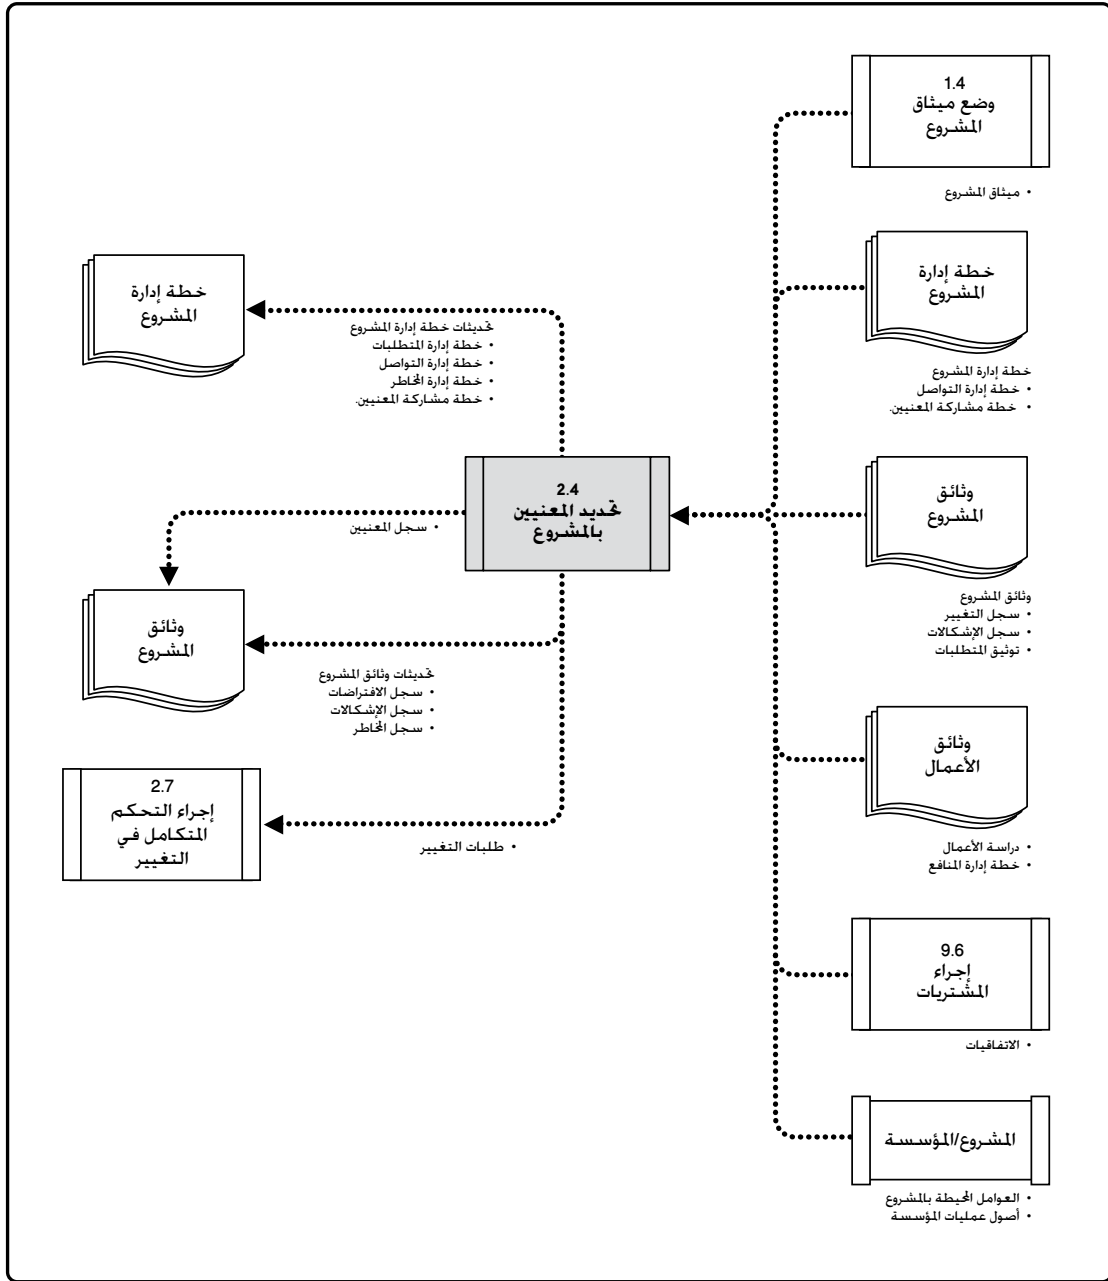 1.4
وضع ميثاق
المشروع
• ميثاق المشروع
خطة إدارة
المشروع
خطة إدارة المشروع
• خطة إدارة التواصل
• خطة مشاركة المعنيين.
وثائق
المشروع
وثائق المشروع
• سجل التغيير
• سجل الإشكالات
• توثيق المتطلبات
وثائق
الأعمال
• دراسة الأعمال
• خطة إدارة المنافع
9.6
إجراء
المشتريات
• الاتفاقيات
المشروع/المؤسسة
• العوامل المحيطة بالمشروع
• أصول عمليات المؤسسة
2.4
تحديد المعنيين
بالمشروع
خطة إدارة
المشروع
تحديثات خطة إدارة المشروع
• خطة إدارة المتطلبات
• خطة إدارة التواصل
• خطة إدارة المخاطر
• خطة مشاركة المعنيين.
• سجل المعنيين
وثائق
المشروع
تحديثات وثائق المشروع
• سجل الافتراضات
• سجل الإشكالات
• سجل المخاطر
2.7
إجراء التحكم
المتكامل في
التغيير
• طلبات التغيير